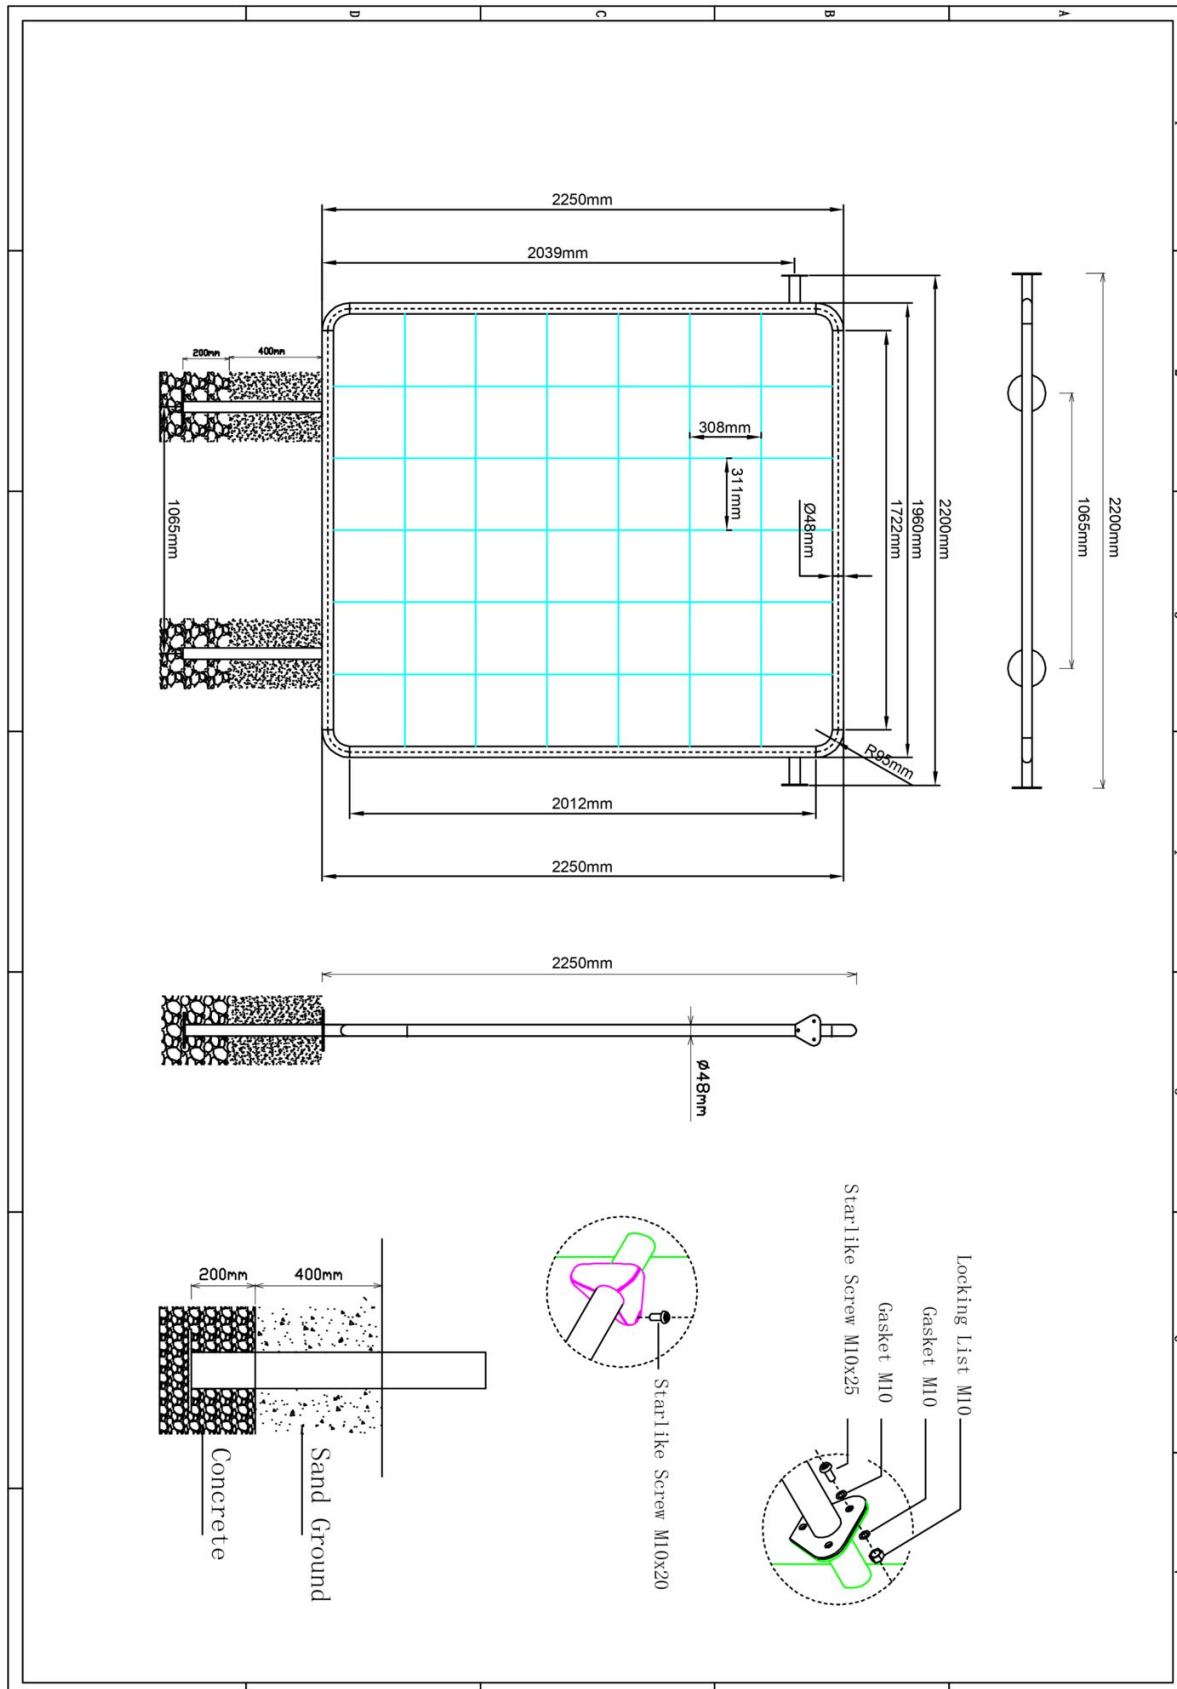 D
C
B
A
2250mm
2039mm
200mm
400mm
1065mm
308mm
311mm
Ø48mm
1722mm
1960mm
2200mm
R95mm
1065mm
2200mm
2012mm
2250mm
2250mm
Ø48mm
Starlike Screw M10x25
Gasket M10
Gasket M10
Locking List M10
Starlike Screw M10x20
200mm
400mm
Concrete
Sand Ground